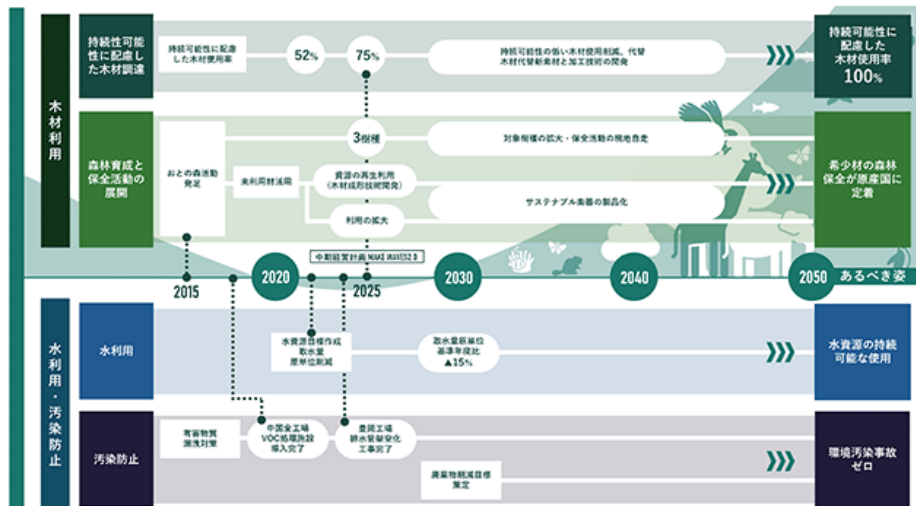 木材利用
持続性可能
性に配慮し
た木材調達
持続可能性に配慮
した木材使用率
52%
75%
持続可能性の低い木材使用削減、代替
木材代替新素材と加工技術の開発
持続可能性に
配慮した
木材使用率
100%
森林育成と
保全活動の
展開
おとの森活動
発足
未利用材活用
3樹種
資源の再生利用
(木材成形技術開発)
利用の拡大
対象樹種の拡大・保全活動の現地自走
サステナブル楽器の製品化
希少材の森林
保全が原産国に
定着
中期経営計画 MAKE WAVES2.0
2015
2020
2025
2030
2040
2050
あるべき姿
水利用・汚染防止
水利用
水資源目標作成
取水量
原単位削減
取水量原単位
基準年度比
▲15%
水資源の持続
可能な使用
汚染防止
有害物質
漏洩対策
中国全工場
VOC処理施設
導入完了
豊岡工場
排水管架空化
工事完了
廃棄物削減目標
策定
環境汚染事故
ゼロ